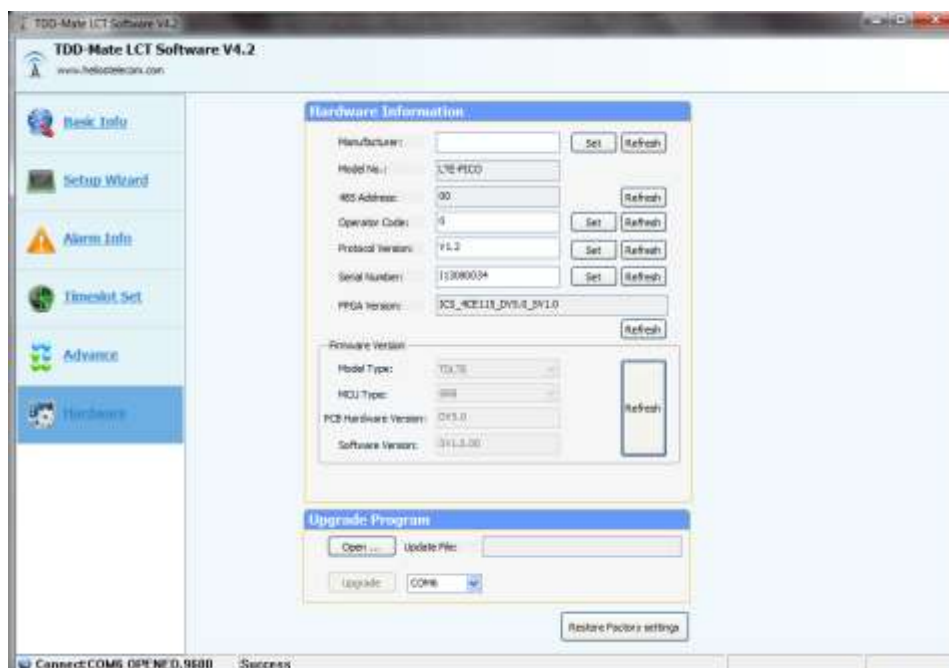 TDD-Mate LCT Software V4.2
TDD-Mate LCT Software V4.2
www.heliostelecom.com
Basic Info
Setup Wizard
Alarm Info
Timeslot Set
Advance
Hardware
Hardware Information
Manufacturer: Set Refresh
Model No.: LTE-PICO
485 Address: 00 Refresh
Operator Code: 0 Set Refresh
Protocol Version: V1.2 Set Refresh
Serial Number: Set Refresh
FPGA Version:
Refresh
Firmware Version
Model Type:
MCU Type:
PCB Hardware Version: DV5.0
Software Version:
Refresh
Upgrade Program
Open ... Update File:
Upgrade COM6
Restore Factory settings
Connect:COM6 OPENED,9600 Success